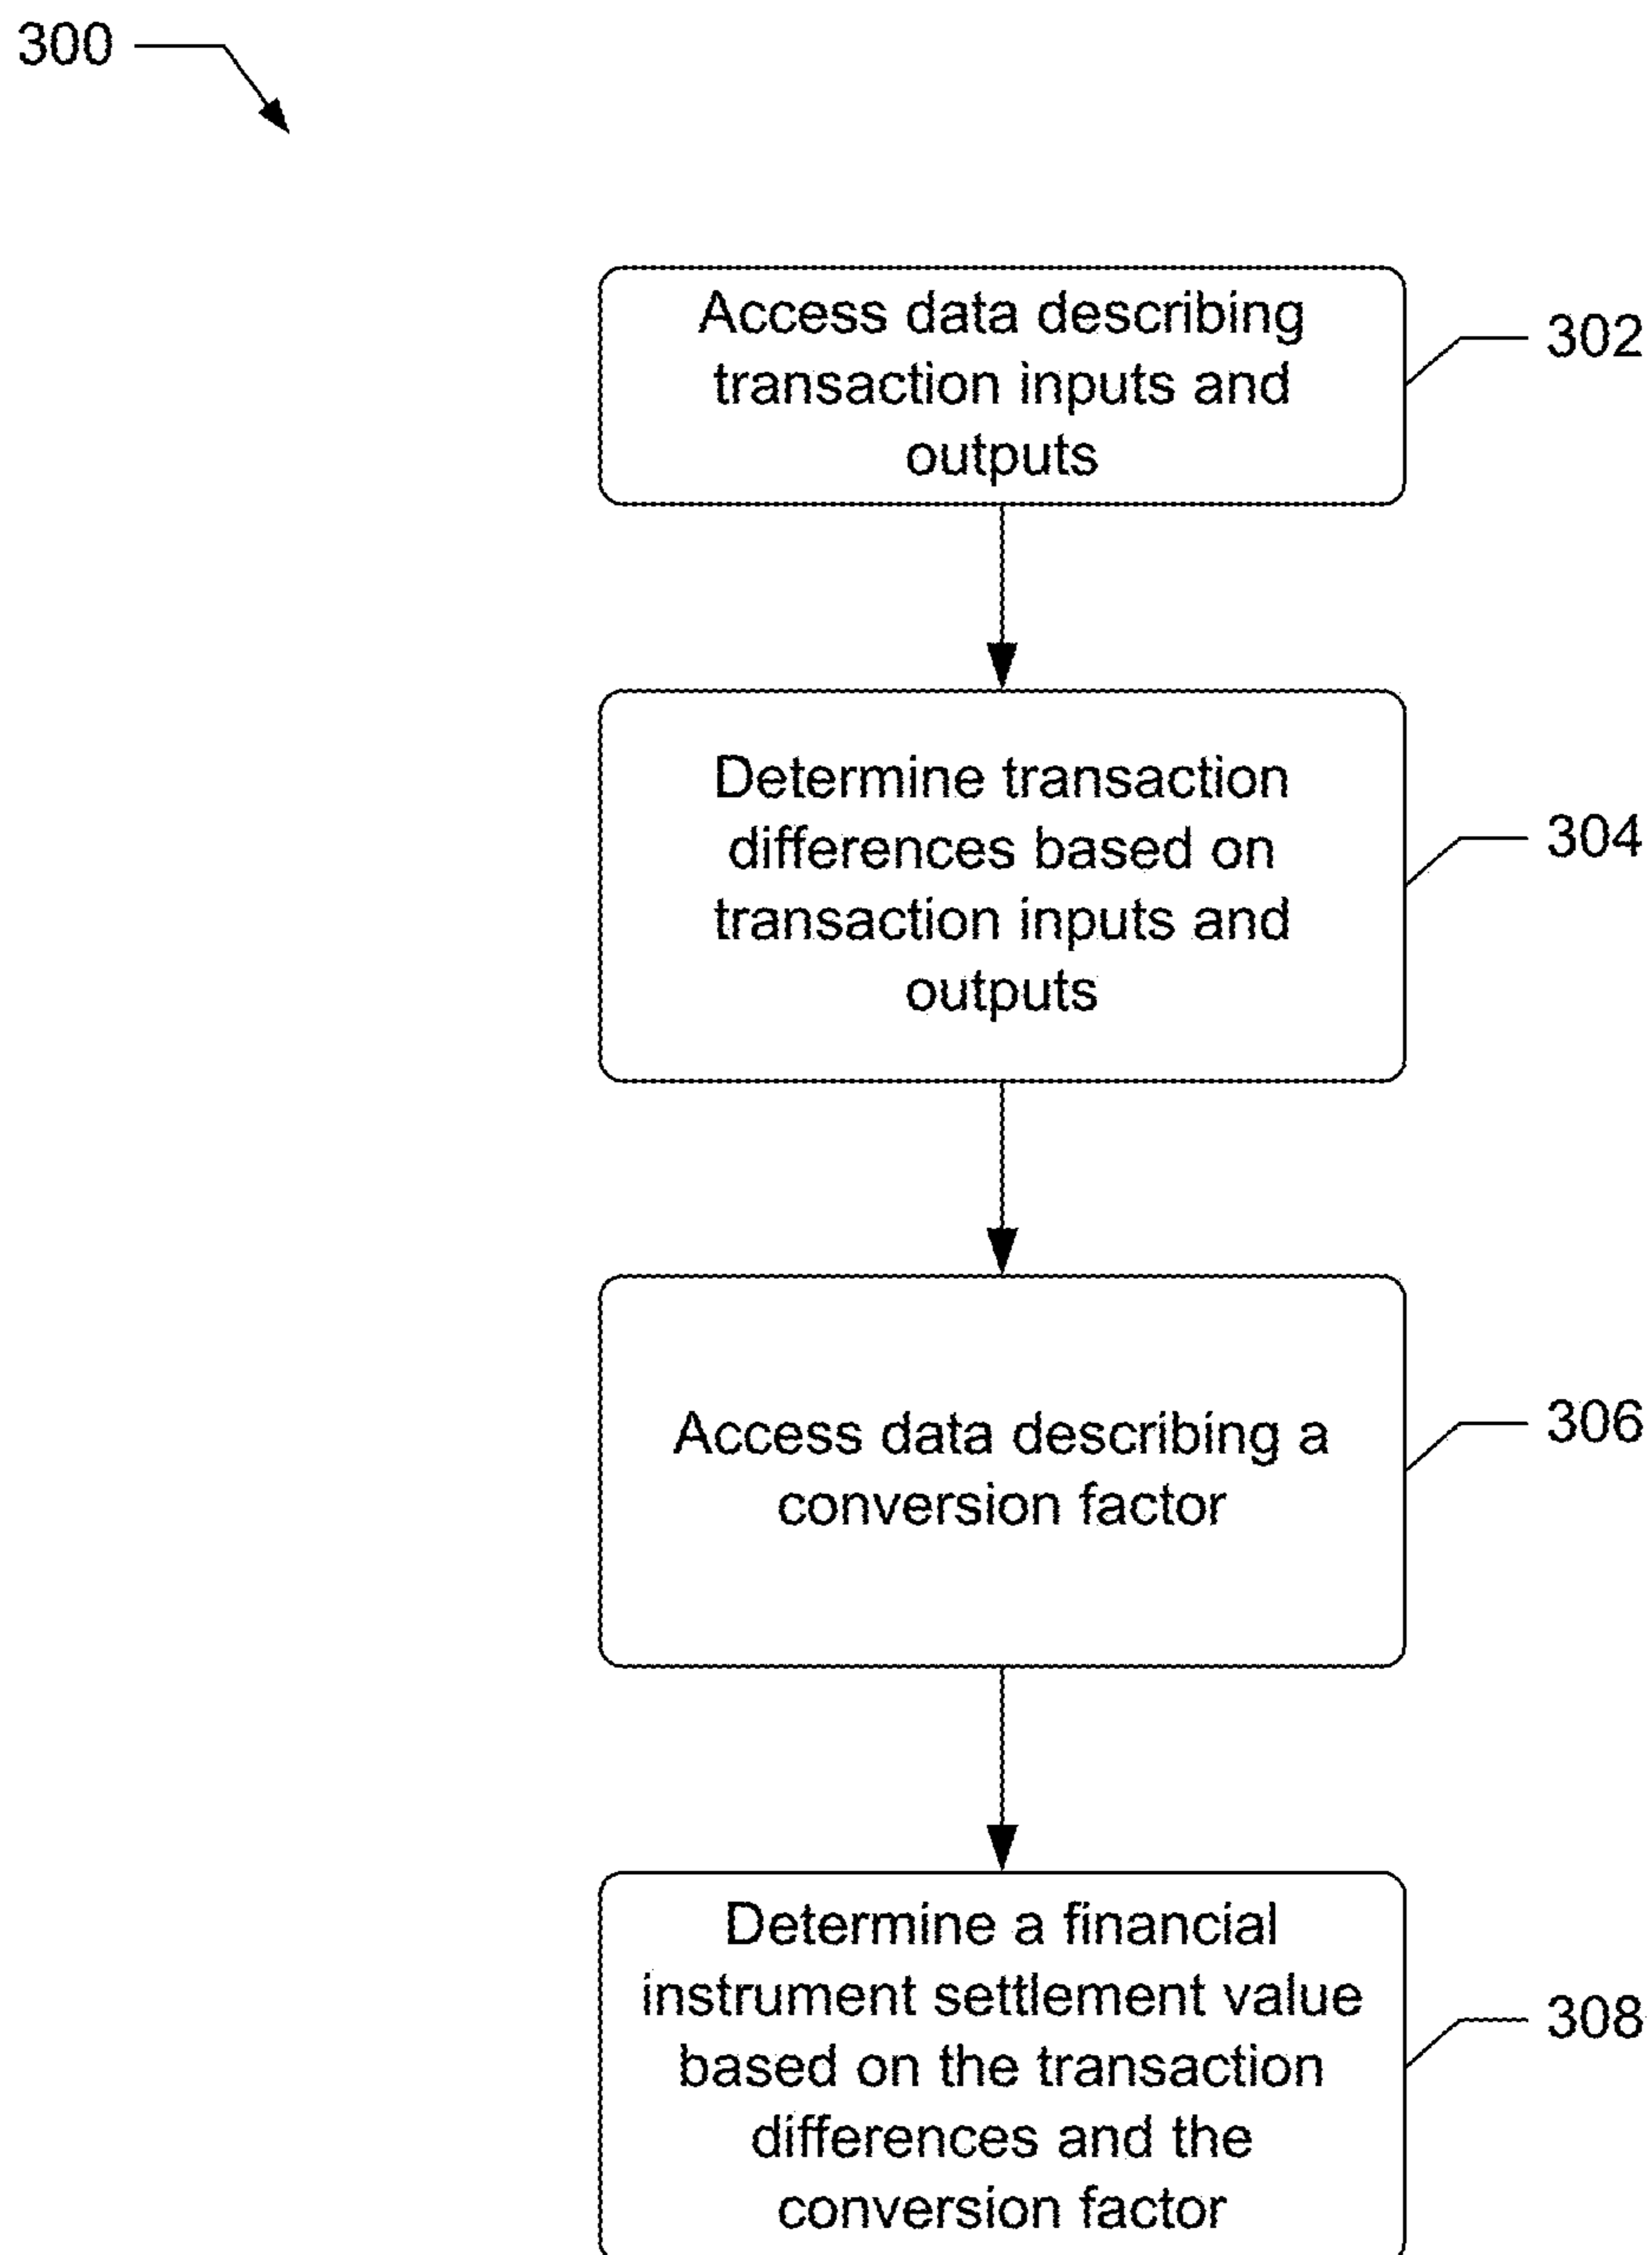 300
Access data describing
transaction inputs and
outputs
302
Determine transaction
differences based on
transaction inputs and
outputs
304
Access data describing a
conversion factor
306
Determine a financial
instrument settlement value
based on the transaction
differences and the
conversion factor
308